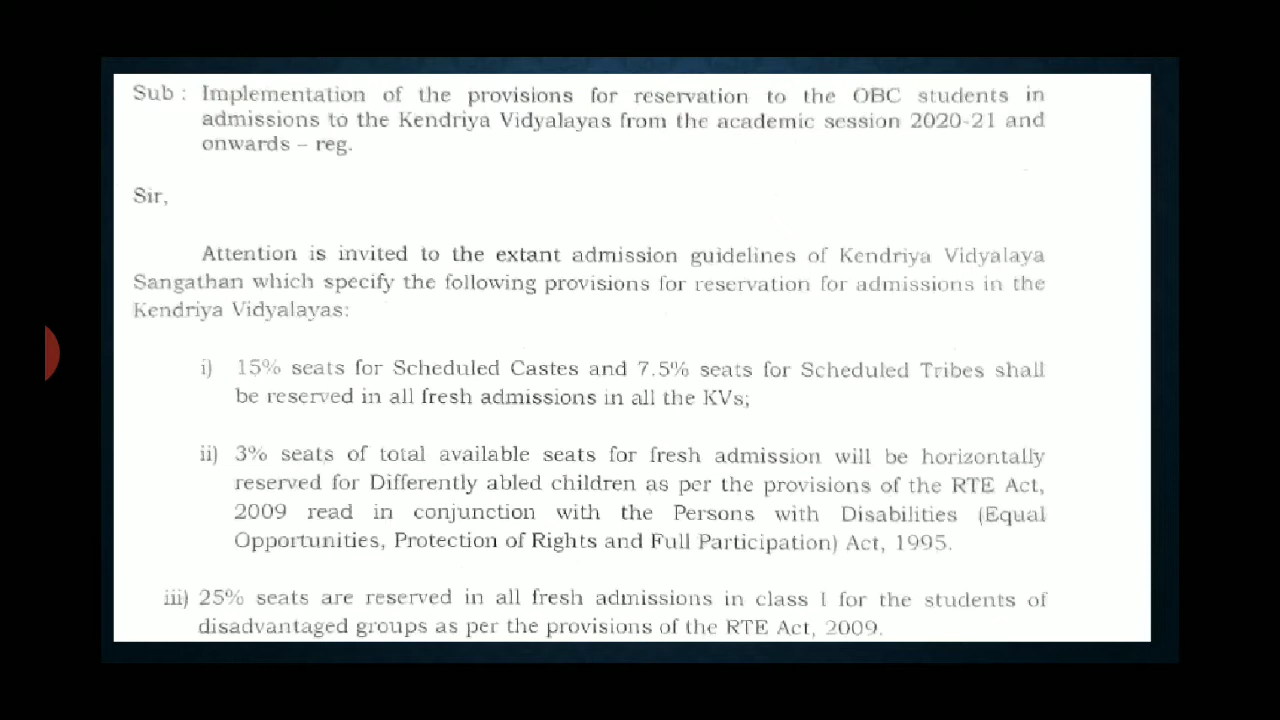 Sub : Implementation of the provisions for reservation to the OBC students in
admissions to the Kendriya Vidyalayas from the academic session 2020-21 and
onwards – reg.
Sir,
Attention is invited to the extant admission guidelines of Kendriya Vidyalaya
Sangathan which specify the following provisions for reservation for admissions in the
Kendriya Vidyalayas:
i) 15% seats for Scheduled Castes and 7.5% seats for Scheduled Tribes shall
be reserved in all fresh admissions in all the KVs;
ii) 3% seats of total available seats for fresh admission will be horizontally
reserved for Differently abled children as per the provisions of the RTE Act,
2009 read in conjunction with the Persons with Disabilities (Equal
Opportunities, Protection of Rights and Full Participation) Act, 1995.
iii) 25% seats are reserved in all fresh admissions in class I for the students of
disadvantaged groups as per the provisions of the RTE Act, 2009.